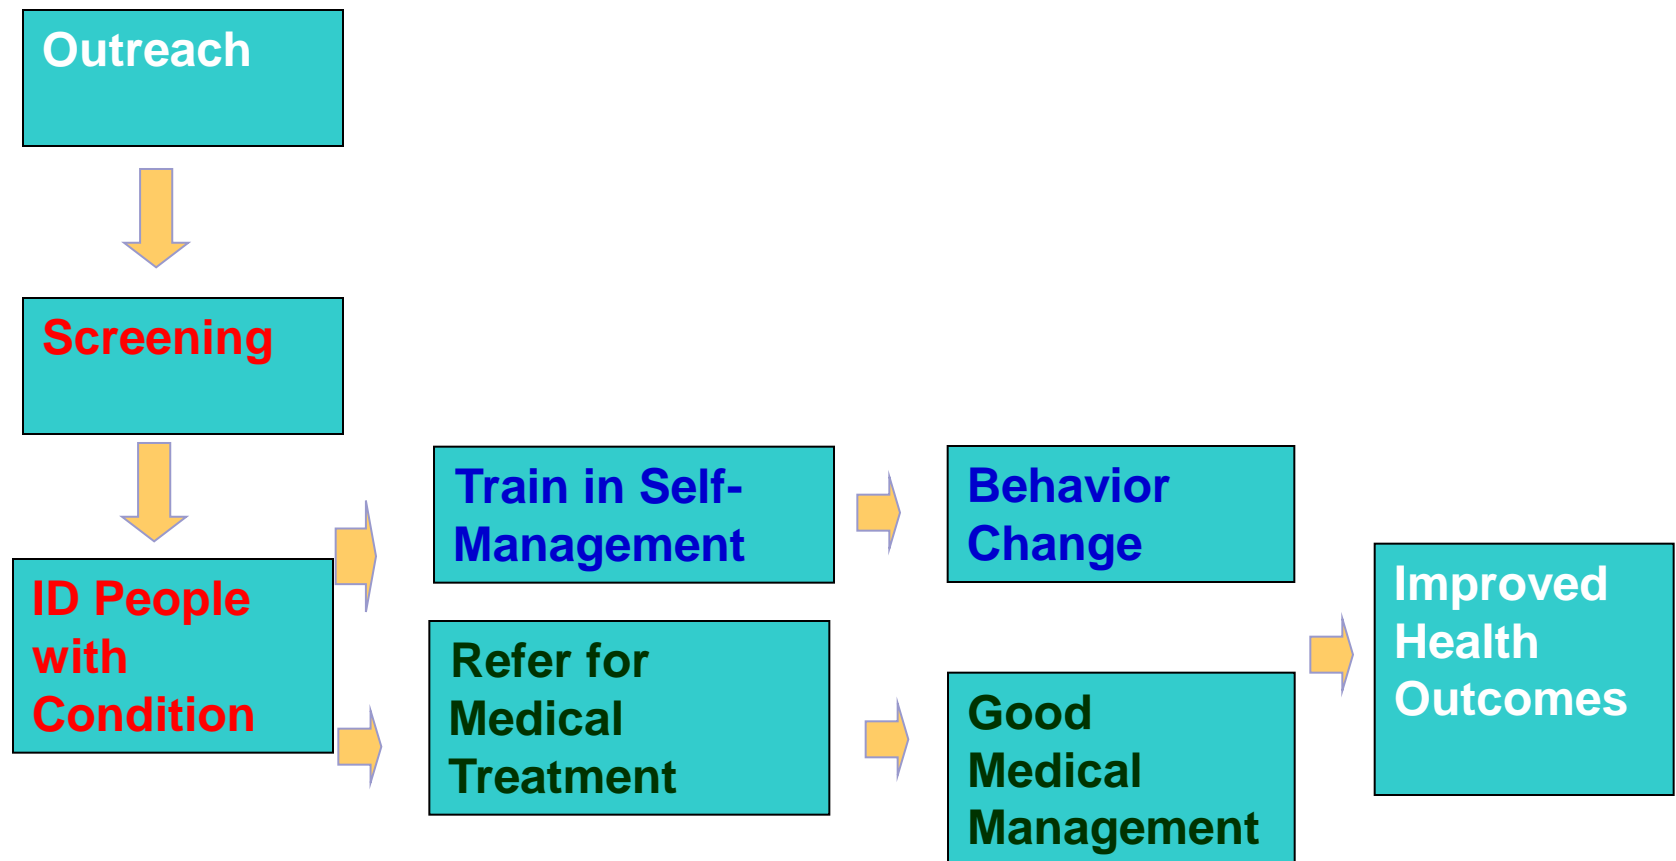 Outreach
Screening
ID People
with
Condition
Train in Self-
Management
Refer for
Medical
Treatment
Behavior
Change
Good
Medical
Management
Improved
Health
Outcomes